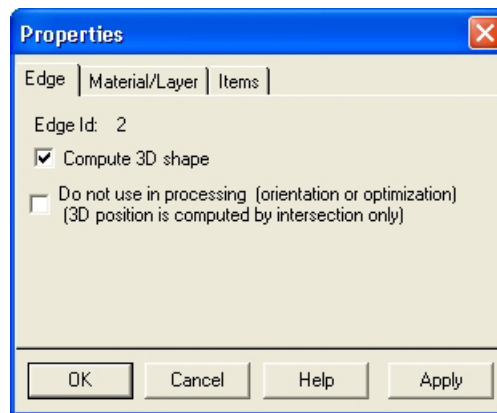 Properties
Edge
Material/Layer
Items
Edge Id: 2
Compute 3D shape
Do not use in processing (orientation or optimization)
(3D position is computed by intersection only)
OK
Cancel
Help
Apply